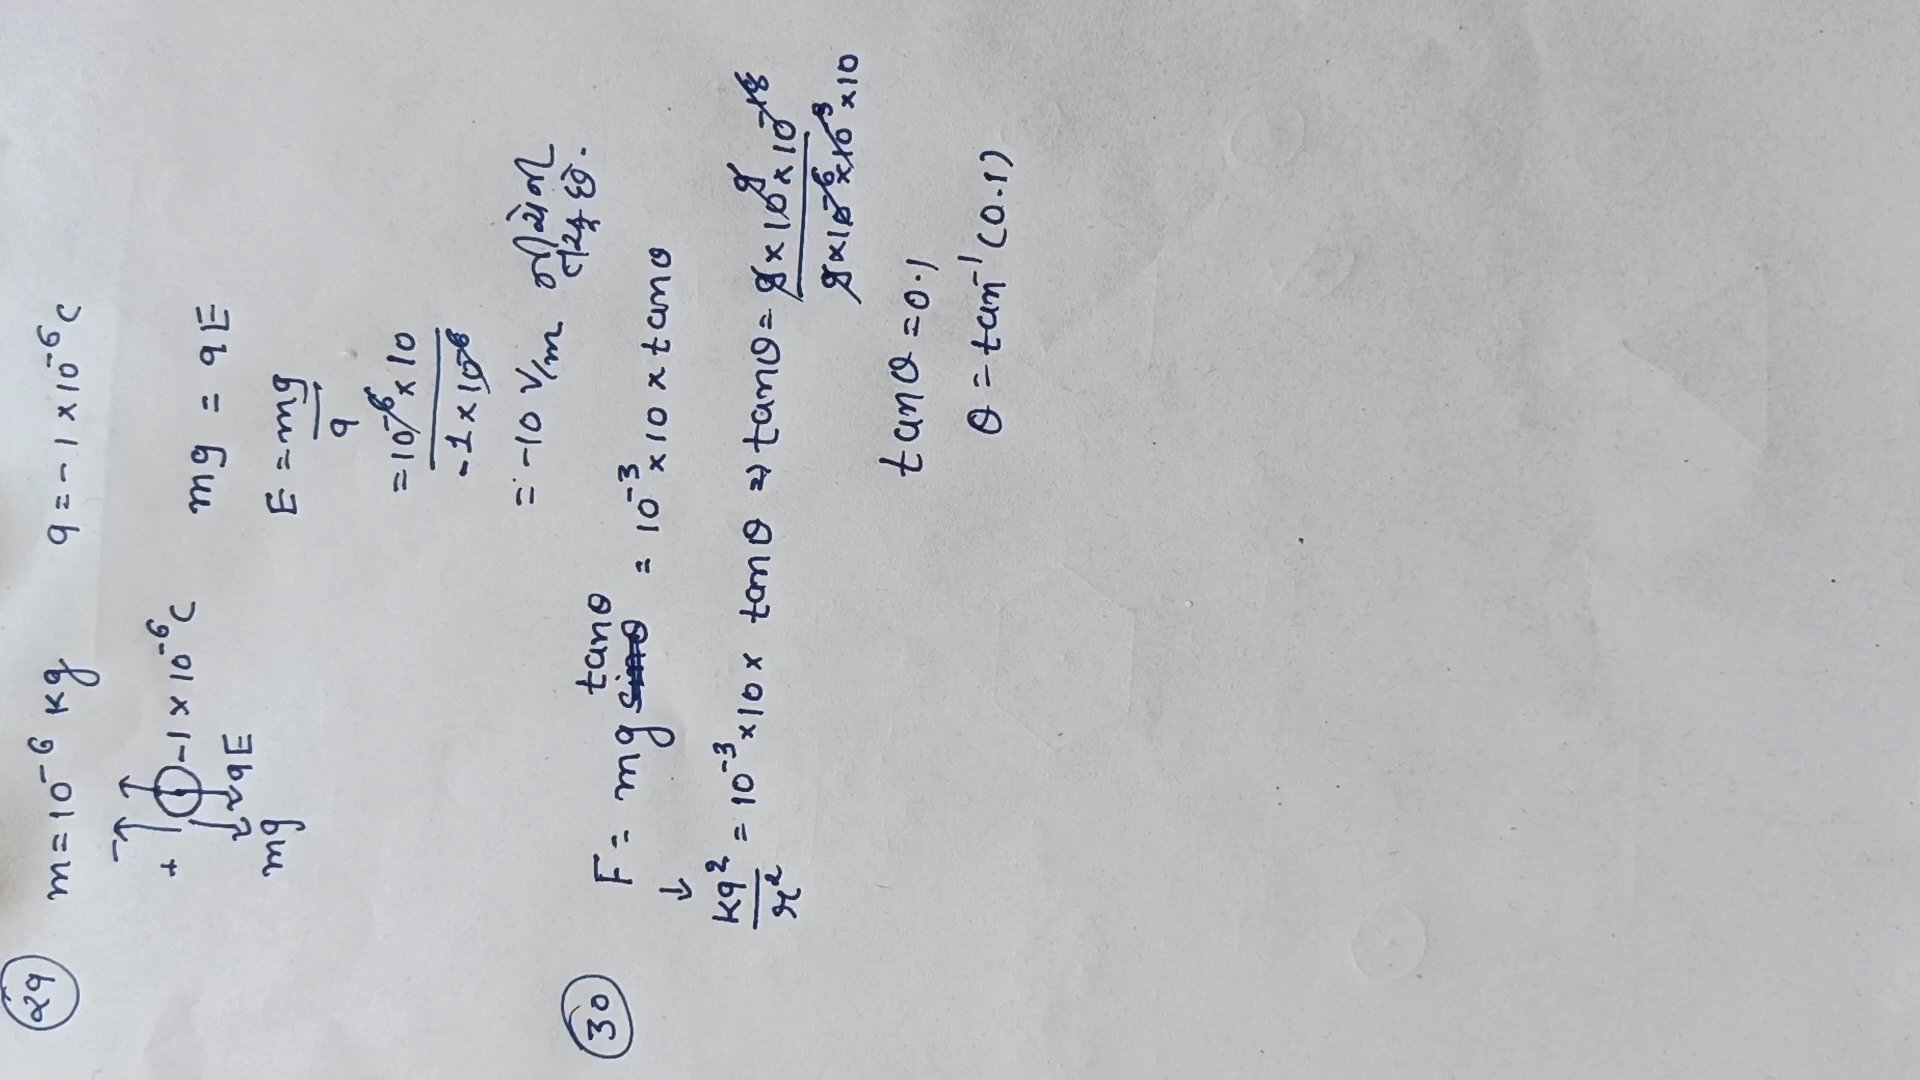 29
m = 10⁻⁶ kg   q = -1 × 10⁻⁶ C
-
+
-1 × 10⁻⁶ C
qE
mg
mg = qE
E = mg/q
= 10⁻⁶ × 10 / -1 × 10⁻⁶
= -10 V/m
30
F = mg tanθ = 10⁻³ × 10 × tanθ
↓
kq²/r² = 10⁻³ × 10 × tanθ ⇒ tanθ = 9 × 10⁹ × 10⁻¹⁸ / 9 × 10⁻⁶ × 10⁻³ × 10
tanθ = 0.1
θ = tan⁻¹ (0.1)